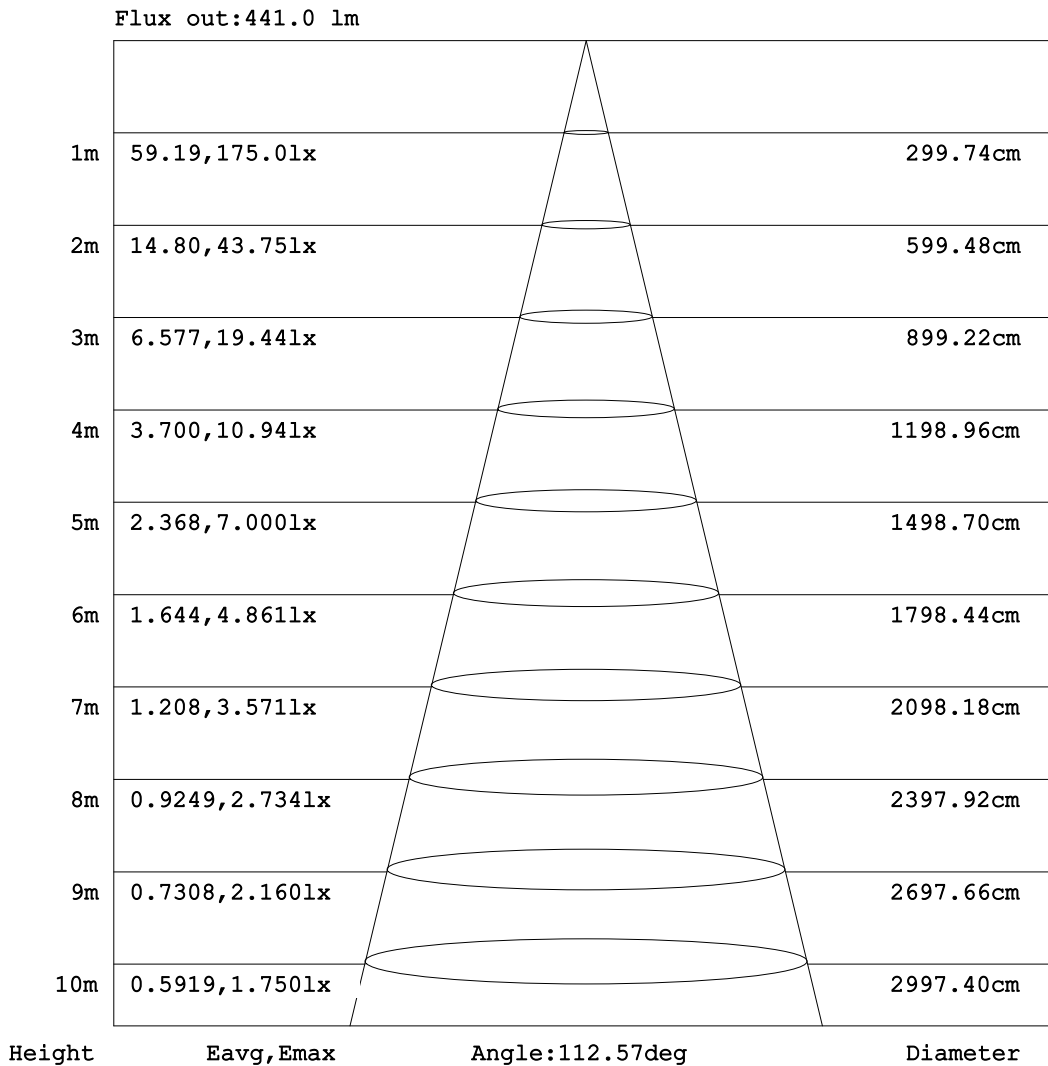 Flux out:441.0 lm
1m 59.19,175.0lx 299.74cm
2m 14.80,43.75lx 599.48cm
3m 6.577,19.44lx 899.22cm
4m 3.700,10.94lx 1198.96cm
5m 2.368,7.000lx 1498.70cm
6m 1.644,4.861lx 1798.44cm
7m 1.208,3.571lx 2098.18cm
8m 0.9249,2.734lx 2397.92cm
9m 0.7308,2.160lx 2697.66cm
10m 0.5919,1.750lx 2997.40cm
Height Eavg,Emax Angle:112.57deg Diameter